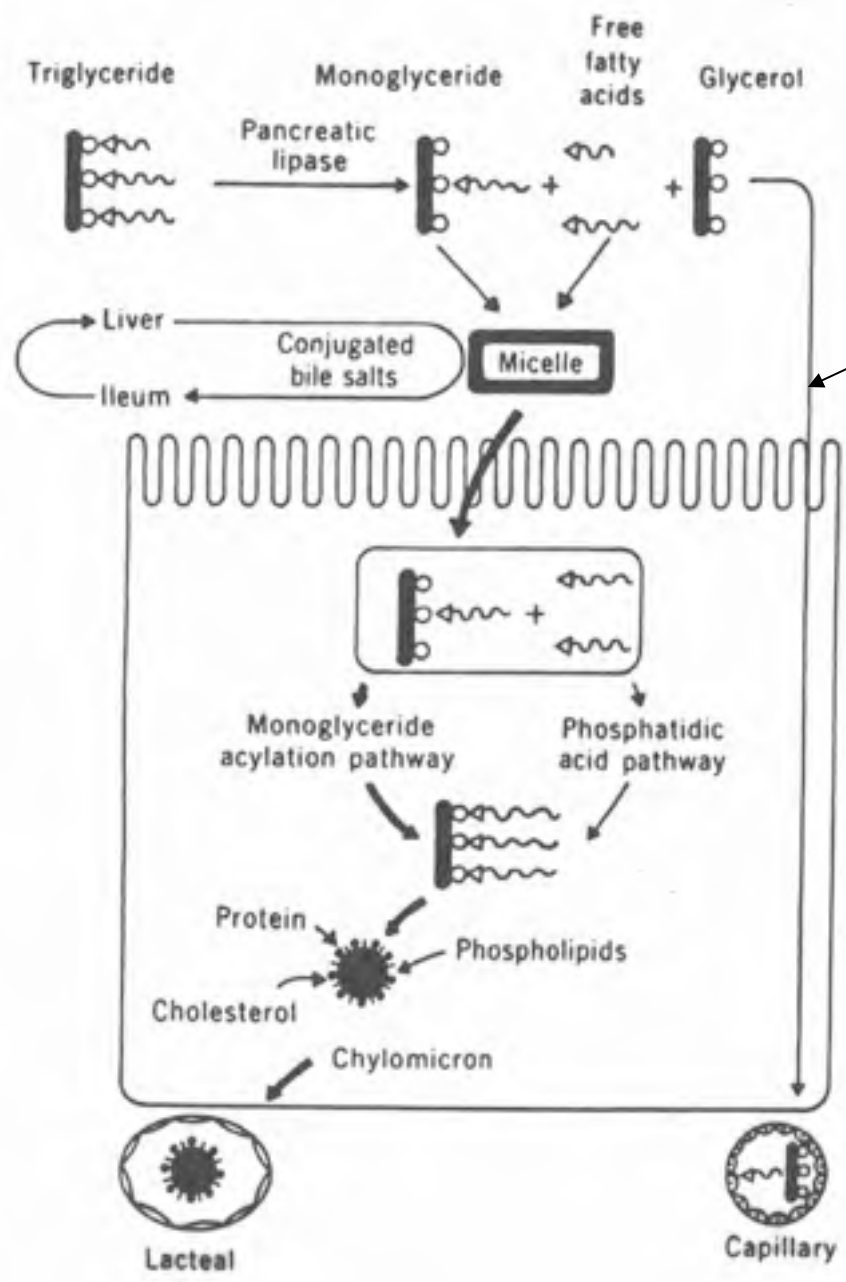 Triglyceride
Monoglyceride
Free
fatty
acids
Glycerol
Pancreatic
lipase
+
+
Liver
Conjugated
bile salts
Ileum
Micelle
+
Monoglyceride
acylation pathway
Phosphatidic
acid pathway
Protein
Phospholipids
Cholesterol
Chylomicron
Lacteal
Capillary